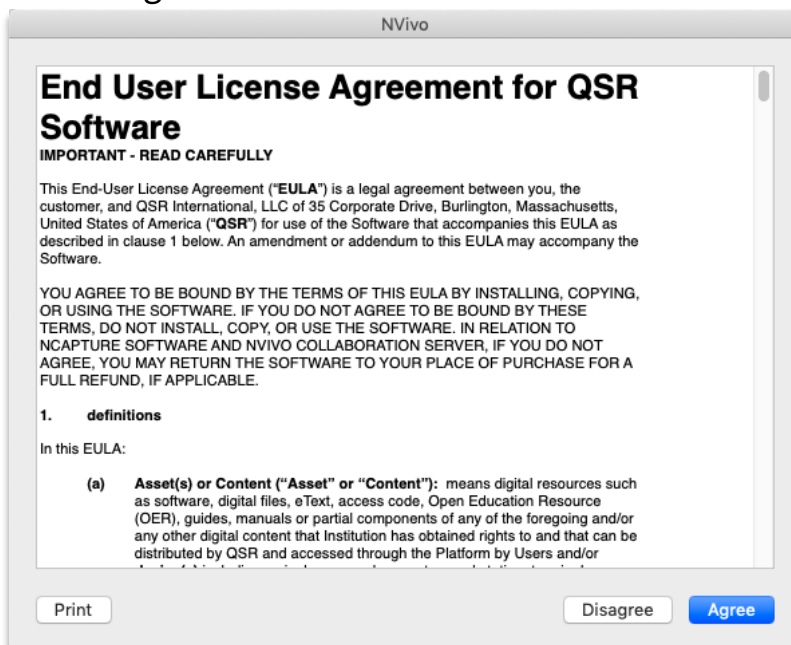 NVivo
End User License Agreement for QSR
Software
IMPORTANT - READ CAREFULLY
This End-User License Agreement (“EULA”) is a legal agreement between you, the
customer, and QSR International, LLC of 35 Corporate Drive, Burlington, Massachusetts,
United States of America (“QSR”) for use of the Software that accompanies this EULA as
described in clause 1 below. An amendment or addendum to this EULA may accompany the
Software.
YOU AGREE TO BE BOUND BY THE TERMS OF THIS EULA BY INSTALLING, COPYING,
OR USING THE SOFTWARE. IF YOU DO NOT AGREE TO BE BOUND BY THESE
TERMS, DO NOT INSTALL, COPY, OR USE THE SOFTWARE. IN RELATION TO
NCAPTURE SOFTWARE AND NVIVO COLLABORATION SERVER, IF YOU DO NOT
AGREE, YOU MAY RETURN THE SOFTWARE TO YOUR PLACE OF PURCHASE FOR A
FULL REFUND, IF APPLICABLE.
1. definitions
In this EULA:
(a) Asset(s) or Content (“Asset” or “Content”): means digital resources such
as software, digital files, eText, access code, Open Education Resource
(OER), guides, manuals or partial components of any of the foregoing and/or
any other digital content that Institution has obtained rights to and that can be
distributed by QSR and accessed through the Platform by Users and/or
Print
Disagree
Agree